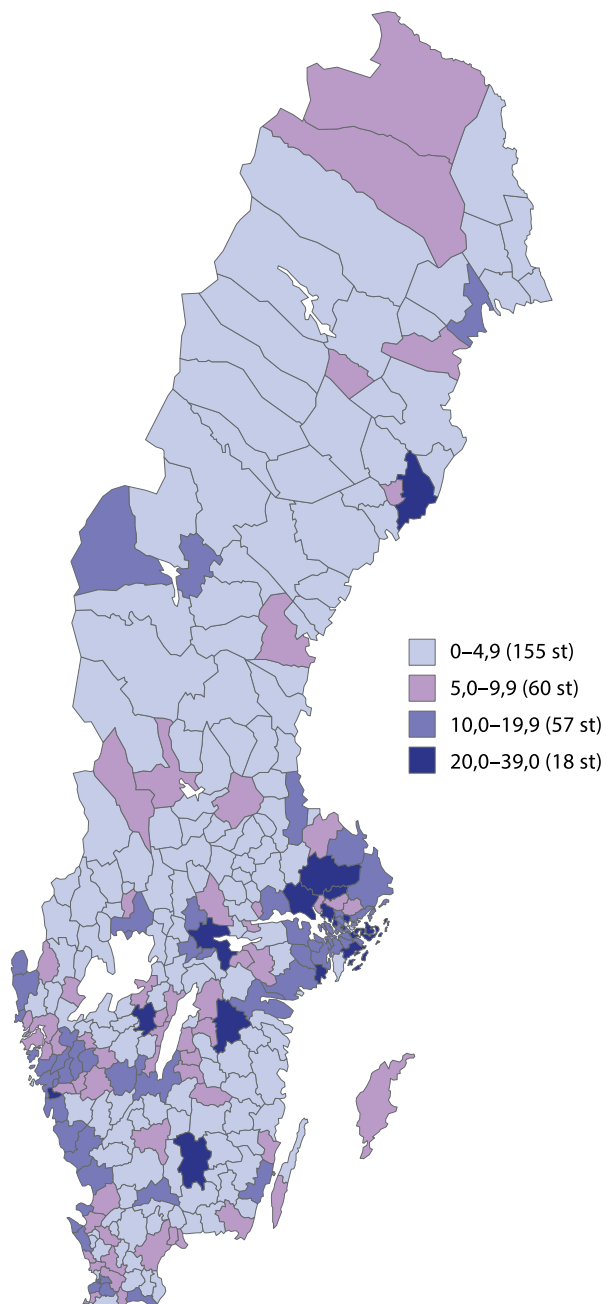 0–4,9 (155 st)
5,0–9,9 (60 st)
10,0–19,9 (57 st)
20,0–39,0 (18 st)